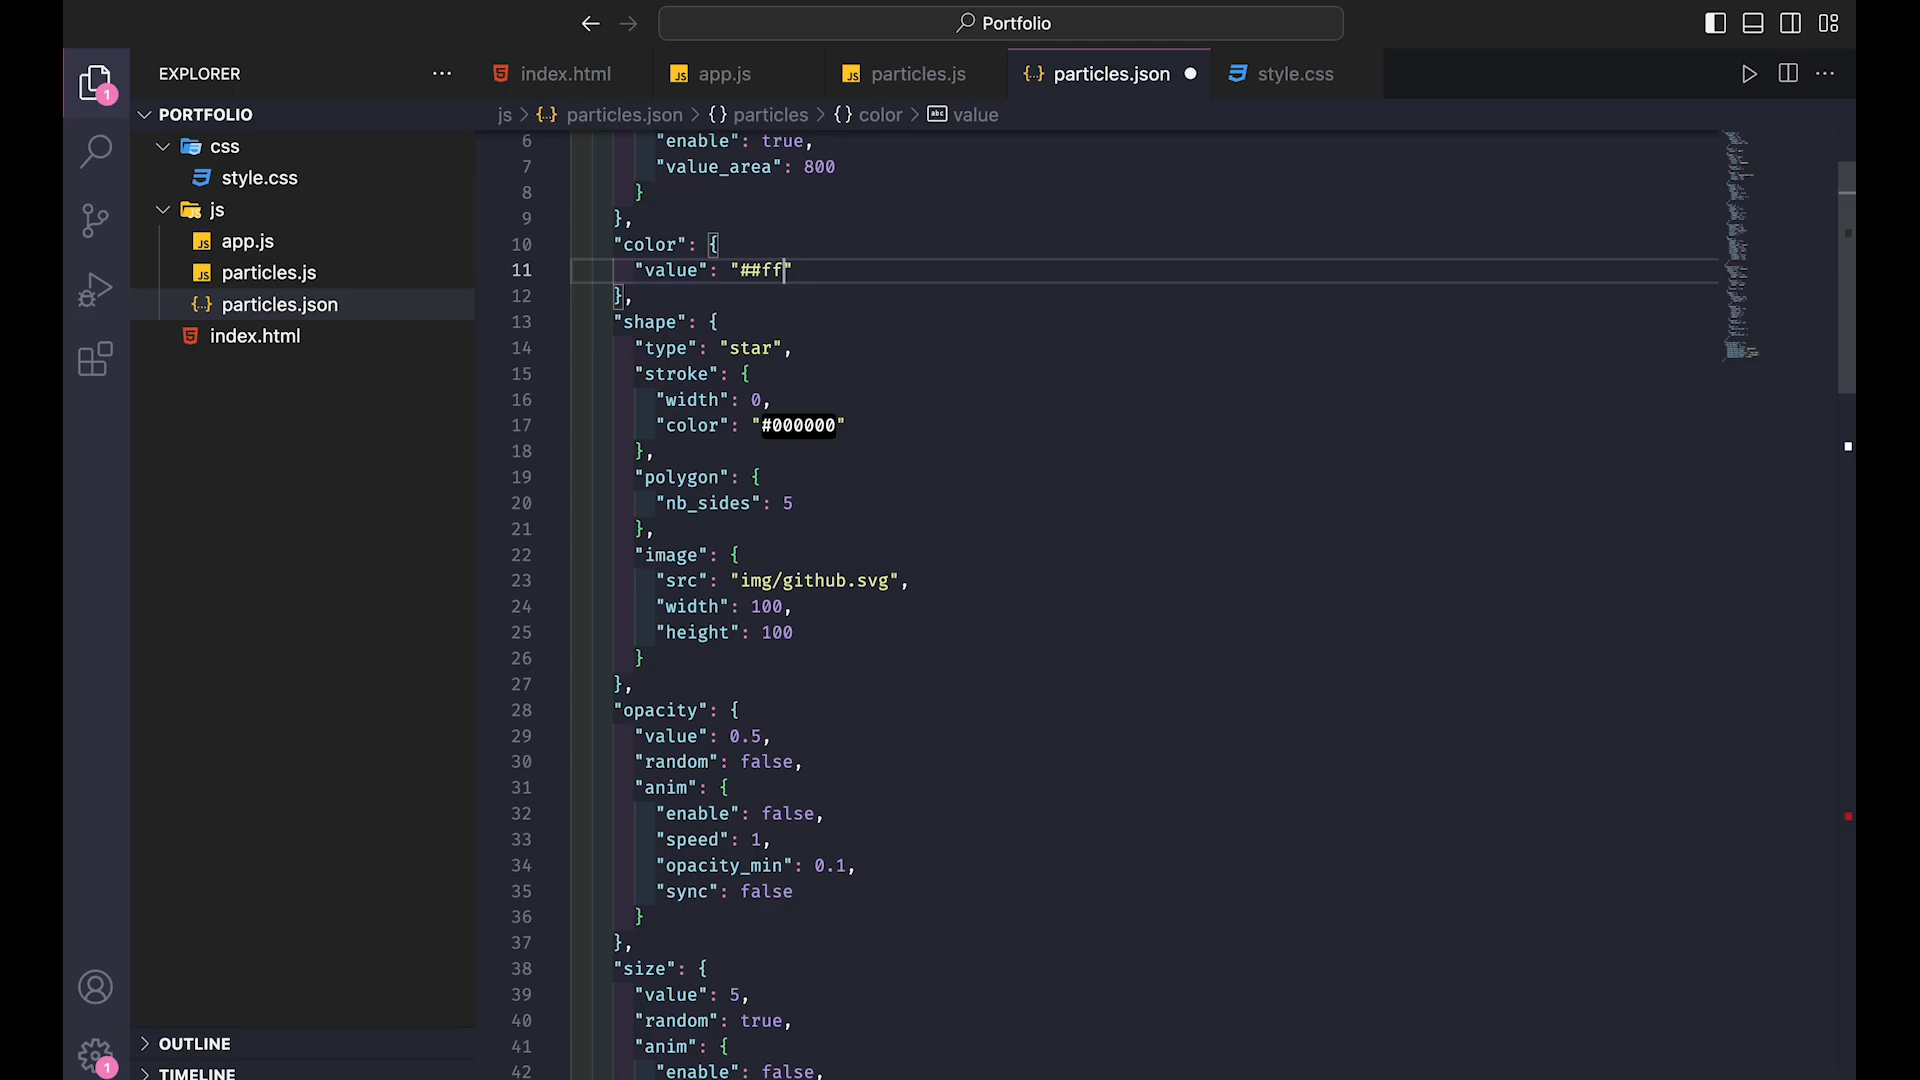 Portfolio
EXPLORER
index.html
app.js
particles.js
particles.json
style.css
PORTFOLIO
js > particles.json > {} particles > {} color > abc value
css
style.css
js
app.js
particles.js
particles.json
index.html
1
6 "enable": true,
7 "value_area": 800
8 }
9 },
10 "color": {
11 "value": "##ff"
12 },
13 "shape": {
14 "type": "star",
15 "stroke": {
16 "width": 0,
17 "color": "#000000"
18 },
19 "polygon": {
20 "nb_sides": 5
21 },
22 "image": {
23 "src": "img/github.svg",
24 "width": 100,
25 "height": 100
26 }
27 },
28 "opacity": {
29 "value": 0.5,
30 "random": false,
31 "anim": {
32 "enable": false,
33 "speed": 1,
34 "opacity_min": 0.1,
35 "sync": false
36 }
37 },
38 "size": {
39 "value": 5,
40 "random": true,
41 "anim": {
42 "enable": false,
OUTLINE
TIMELINE
1